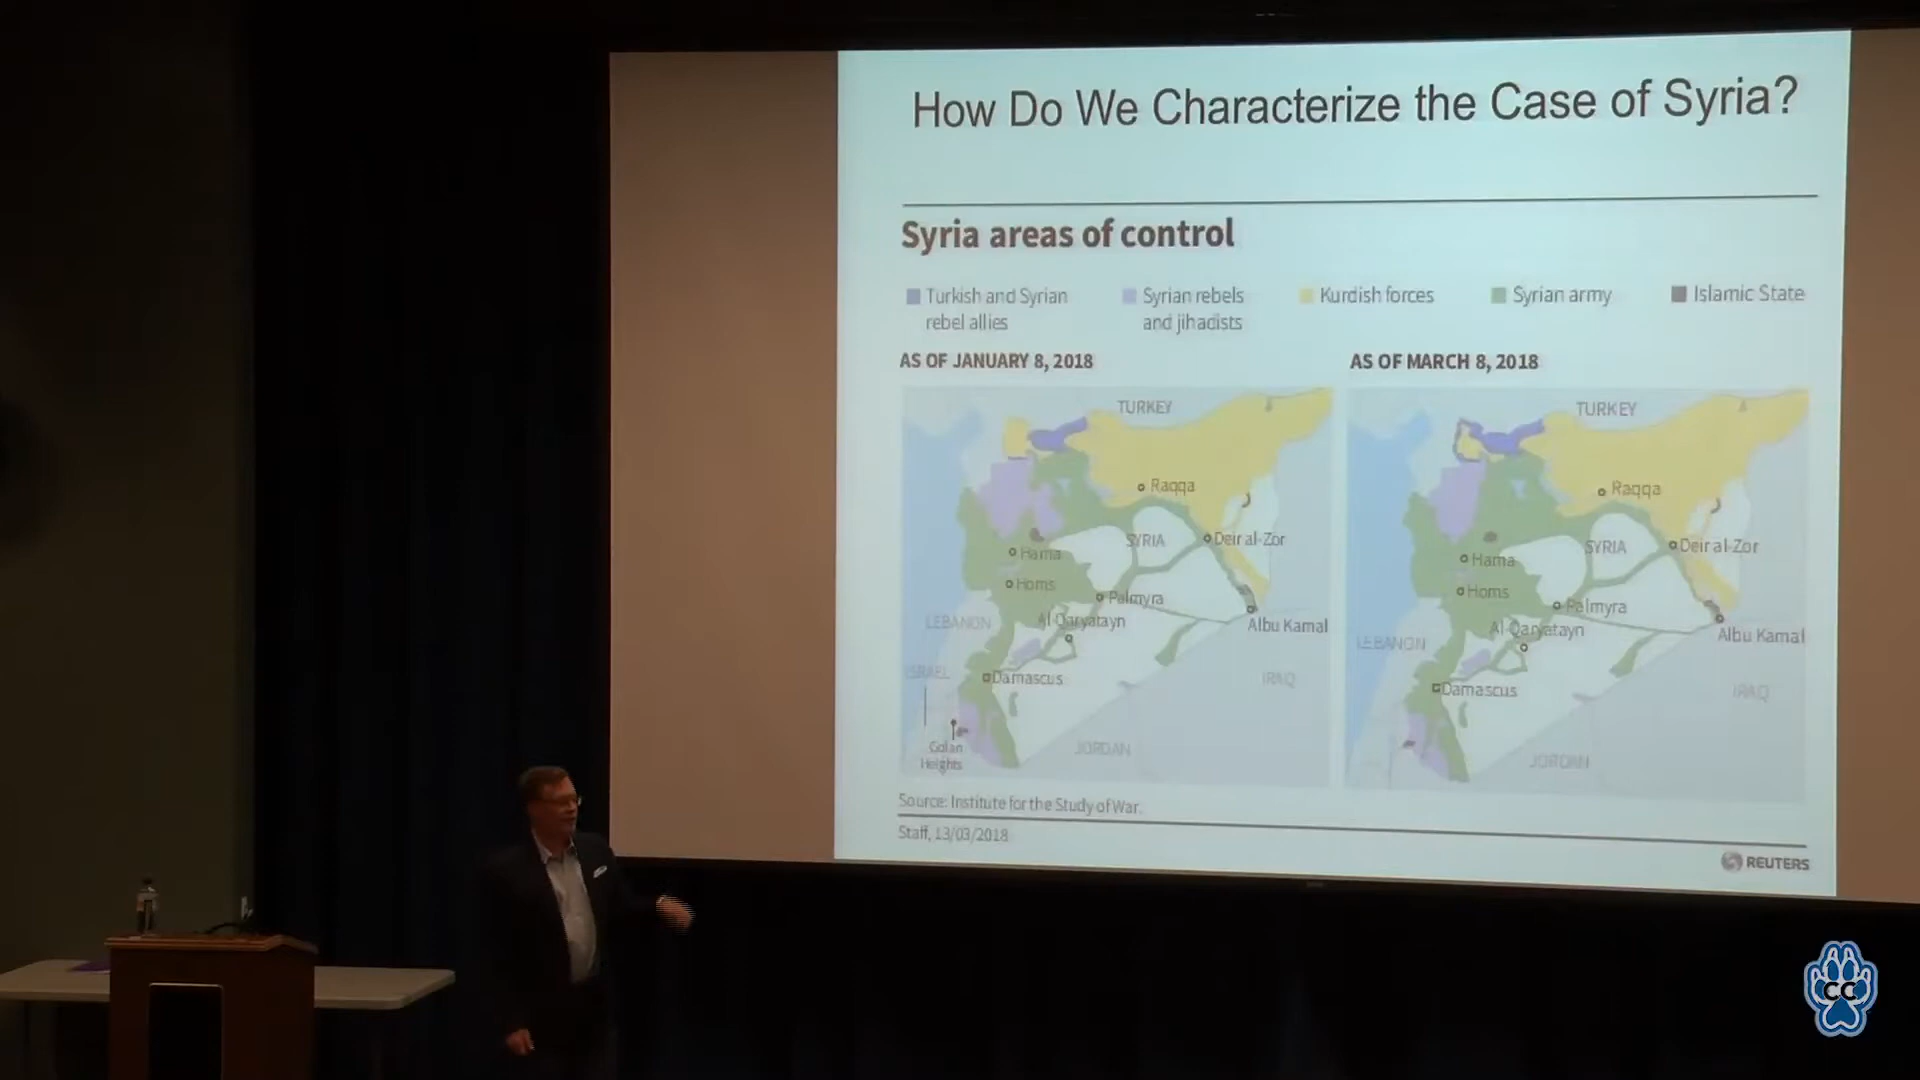 How Do We Characterize the Case of Syria?
Syria areas of control
Turkish and Syrian
rebel allies
Syrian rebels
and jihadists
Kurdish forces
Syrian army
Islamic State
AS OF JANUARY 8, 2018
TURKEY
Raqqa
SYRIA
Deir al-Zor
Hama
Homs
Palmyra
Al Qaryatayn
LEBANON
Albu Kamal
ISRAEL
Damascus
IRAQ
Golan
Heights
JORDAN
AS OF MARCH 8, 2018
TURKEY
Raqqa
SYRIA
Deir al-Zor
Hama
Homs
Palmyra
Al Qaryatayn
LEBANON
Albu Kamal
Damascus
IRAQ
JORDAN
Source: Institute for the Study of War.
Staff, 13/03/2018
REUTERS
CC